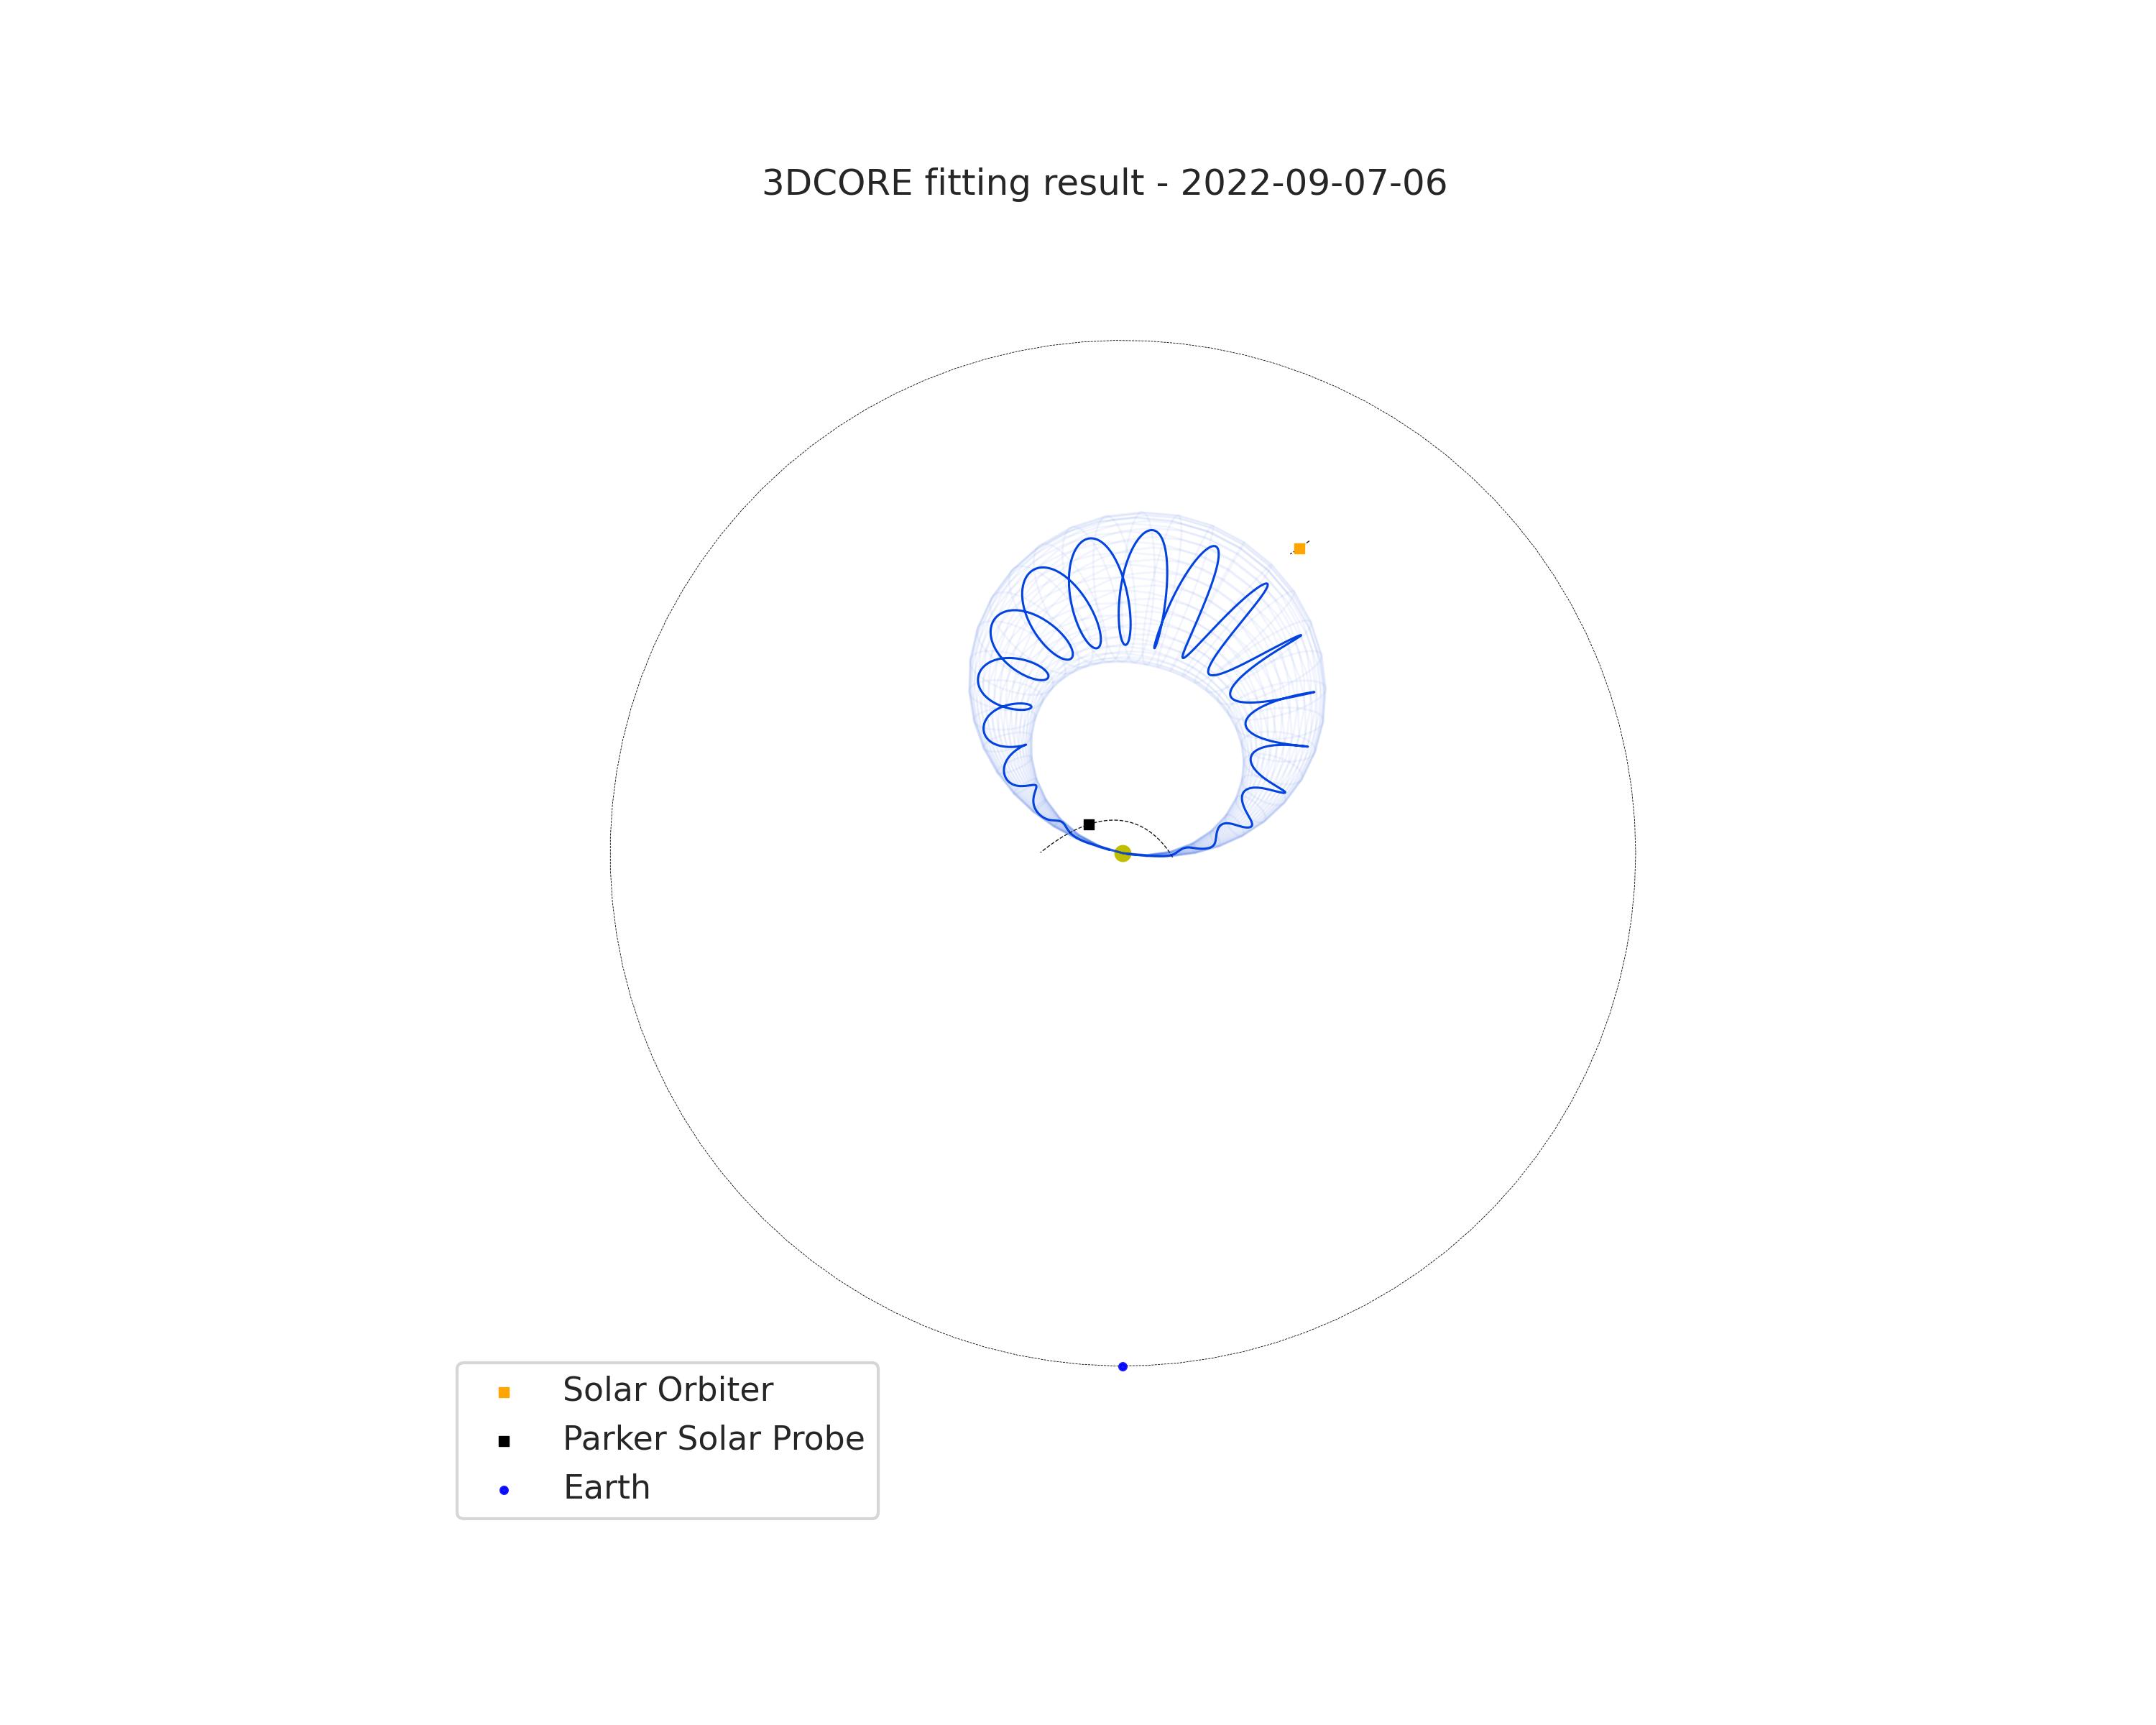 3DCORE fitting result - 2022-09-07-06
Solar Orbiter
Parker Solar Probe
Earth